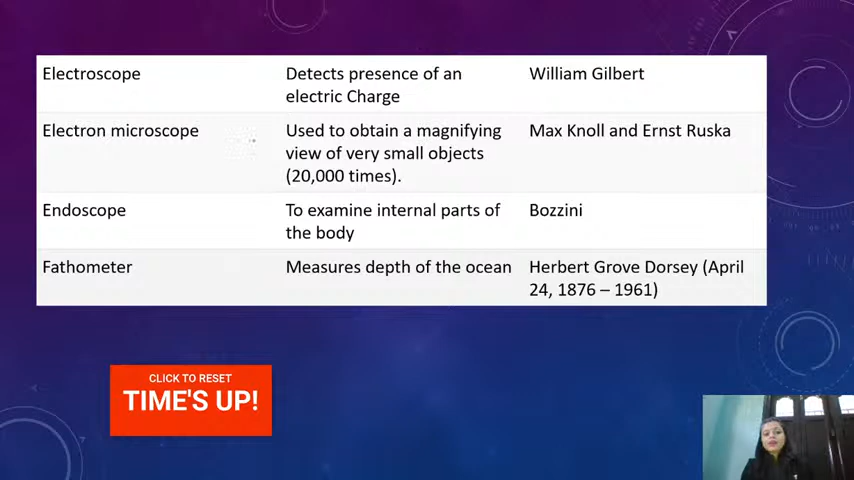 Electroscope
Detects presence of an
electric Charge
William Gilbert
Electron microscope
Used to obtain a magnifying
view of very small objects
(20,000 times).
Max Knoll and Ernst Ruska
Endoscope
To examine internal parts of
the body
Bozzini
Fathometer
Measures depth of the ocean
Herbert Grove Dorsey (April
24, 1876 – 1961)
CLICK TO RESET
TIME'S UP!